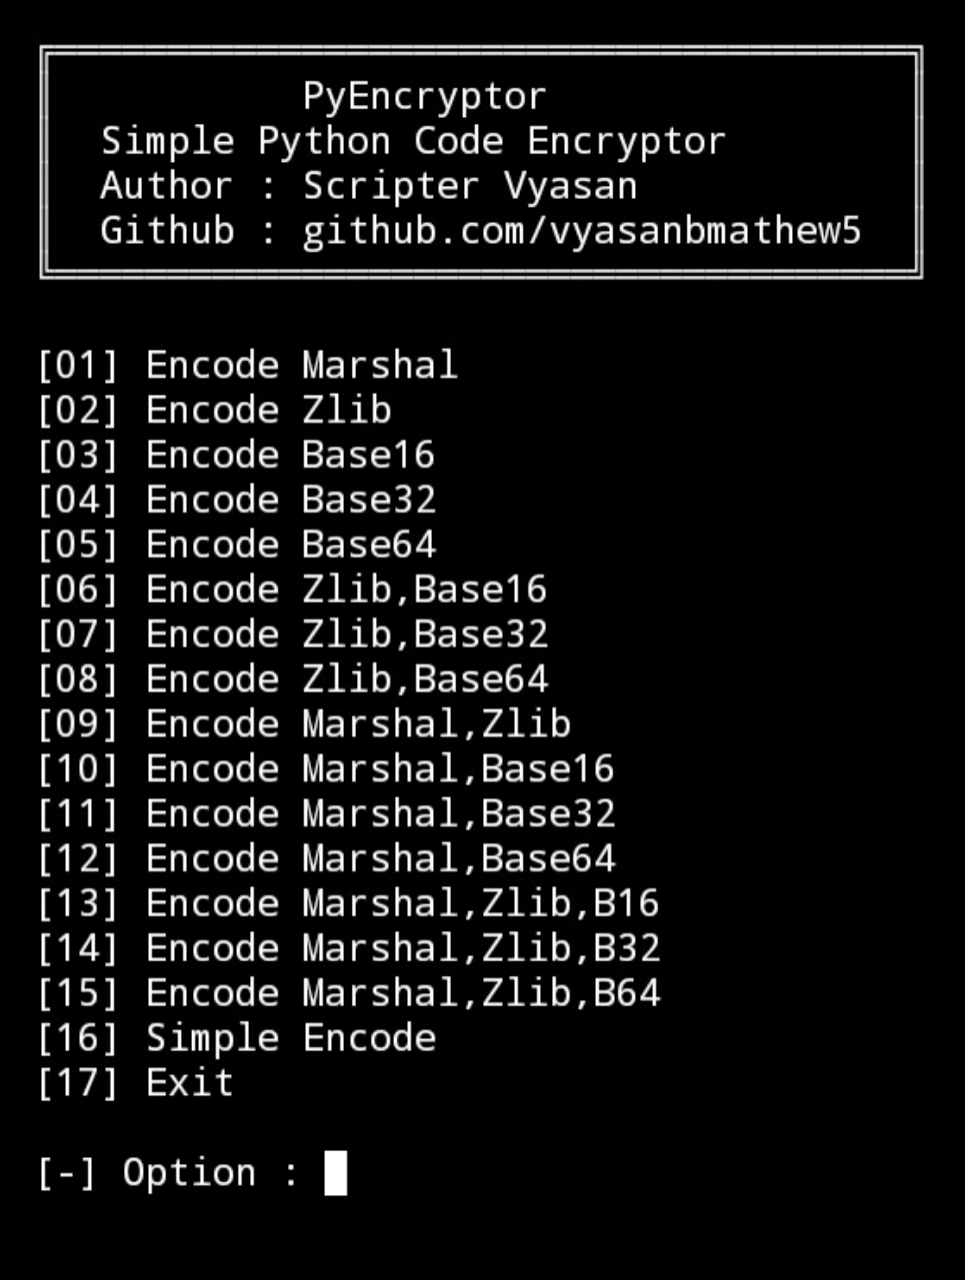 PyEncryptor
Simple Python Code Encryptor
Author : Scripter Vyasan
Github : github.com/vyasanbmathew5
[01] Encode Marshal
[02] Encode Zlib
[03] Encode Base16
[04] Encode Base32
[05] Encode Base64
[06] Encode Zlib,Base16
[07] Encode Zlib,Base32
[08] Encode Zlib,Base64
[09] Encode Marshal,Zlib
[10] Encode Marshal,Base16
[11] Encode Marshal,Base32
[12] Encode Marshal,Base64
[13] Encode Marshal,Zlib,B16
[14] Encode Marshal,Zlib,B32
[15] Encode Marshal,Zlib,B64
[16] Simple Encode
[17] Exit
[-] Option :